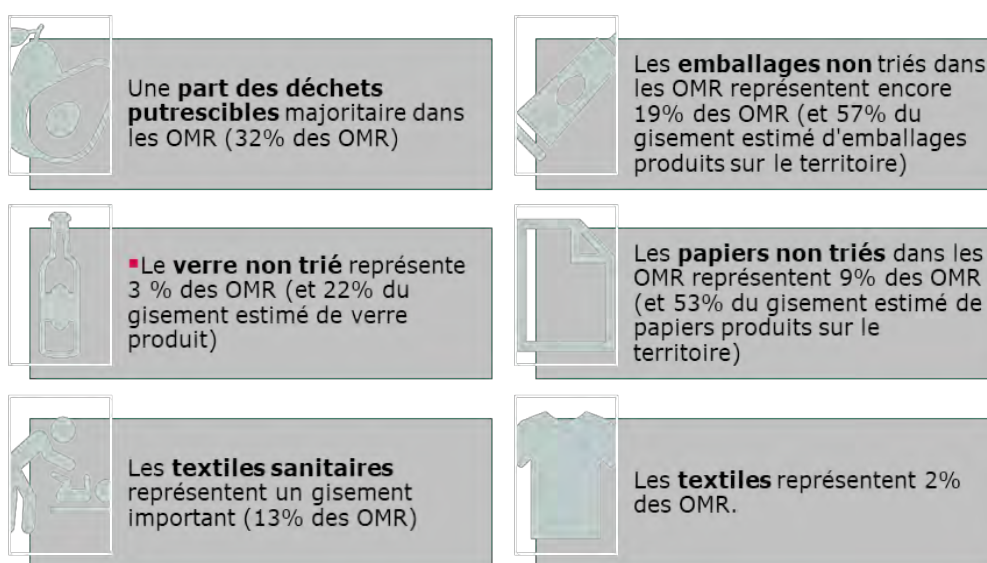 Une part des déchets
putrescibles majoritaire dans
les OMR (32% des OMR)
Les emballages non triés dans
les OMR représentent encore
19% des OMR (et 57% du
gisement estimé d'emballages
produits sur le territoire)
▪Le verre non trié représente
3 % des OMR (et 22% du
gisement estimé de verre
produit)
Les papiers non triés dans les
OMR représentent 9% des OMR
(et 53% du gisement estimé de
papiers produits sur le
territoire)
Les textiles sanitaires
représentent un gisement
important (13% des OMR)
Les textiles représentent 2%
des OMR.